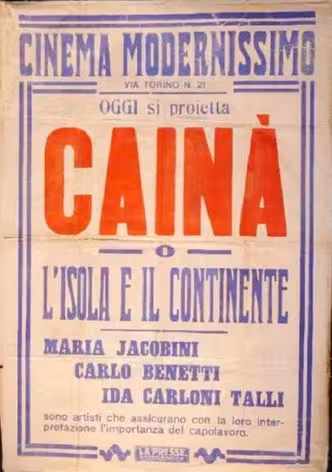 CINEMA MODERNISSIMO
VIA TORINO N. 21
OGGI si proietta
CAINÀ
O
L'ISOLA E IL CONTINENTE
MARIA JACOBINI
CARLO BENETTI
IDA CARLONI TALLI
sono artisti che assicurano con la loro inter-
pretazione l'importanza del capolavoro.
LA PRESSE